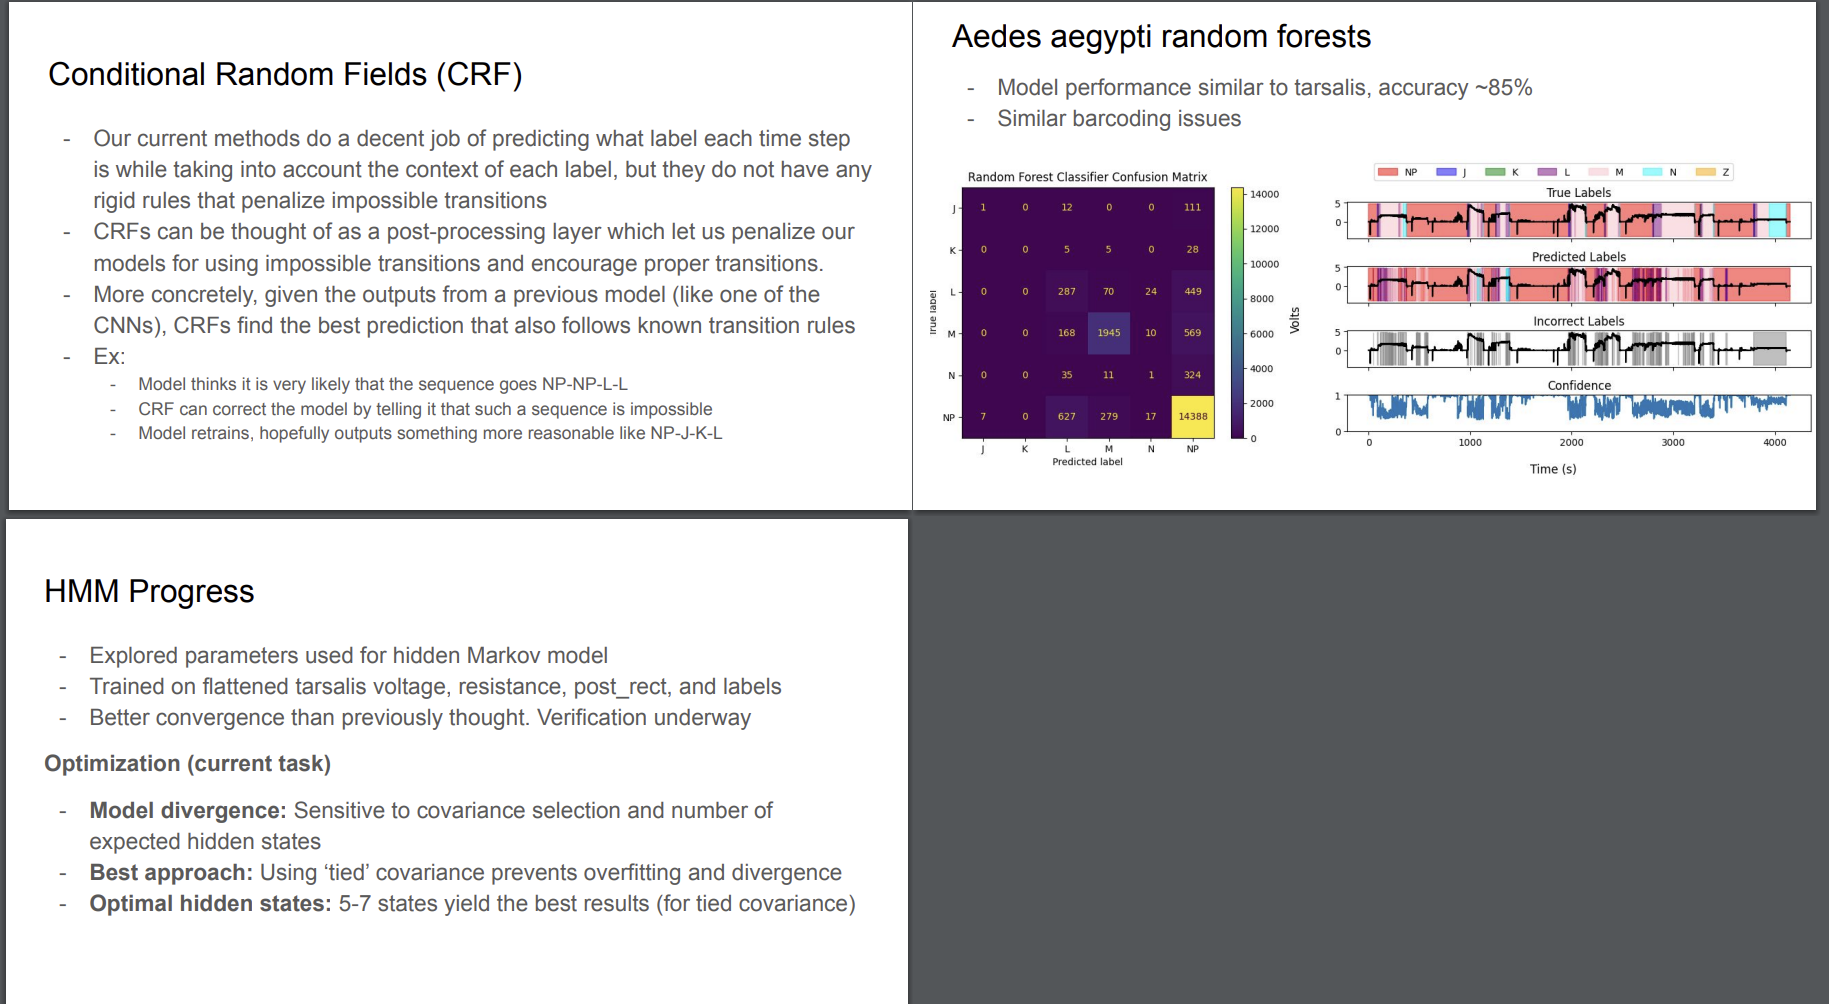 Conditional Random Fields (CRF)
- Our current methods do a decent job of predicting what label each time step
is while taking into account the context of each label, but they do not have any
rigid rules that penalize impossible transitions
- CRFs can be thought of as a post-processing layer which let us penalize our
models for using impossible transitions and encourage proper transitions.
- More concretely, given the outputs from a previous model (like one of the
CNNs), CRFs find the best prediction that also follows known transition rules
- Ex:
- Model thinks it is very likely that the sequence goes NP-NP-L-L
- CRF can correct the model by telling it that such a sequence is impossible
- Model retrains, hopefully outputs something more reasonable like NP-J-K-L
Aedes aegypti random forests
- Model performance similar to tarsalis, accuracy ~85%
- Similar barcoding issues
Random Forest Classifier Confusion Matrix
True label
J 1 0 12 0 0 111
K 0 0 5 5 0 28
L 0 0 287 70 24 449
M 0 0 168 1945 10 569
N 0 0 35 11 1 324
NP 7 0 627 279 17 14388
J K L M N NP
Predicted label
14000
12000
10000
8000
6000
4000
2000
0
NP J K L M N Z
True Labels
5
0
Predicted Labels
5
0
Incorrect Labels
5
0
Confidence
1
0
Volts
0 1000 2000 3000 4000
Time (s)
HMM Progress
- Explored parameters used for hidden Markov model
- Trained on flattened tarsalis voltage, resistance, post_rect, and labels
- Better convergence than previously thought. Verification underway
Optimization (current task)
- Model divergence: Sensitive to covariance selection and number of
expected hidden states
- Best approach: Using ‘tied’ covariance prevents overfitting and divergence
- Optimal hidden states: 5-7 states yield the best results (for tied covariance)